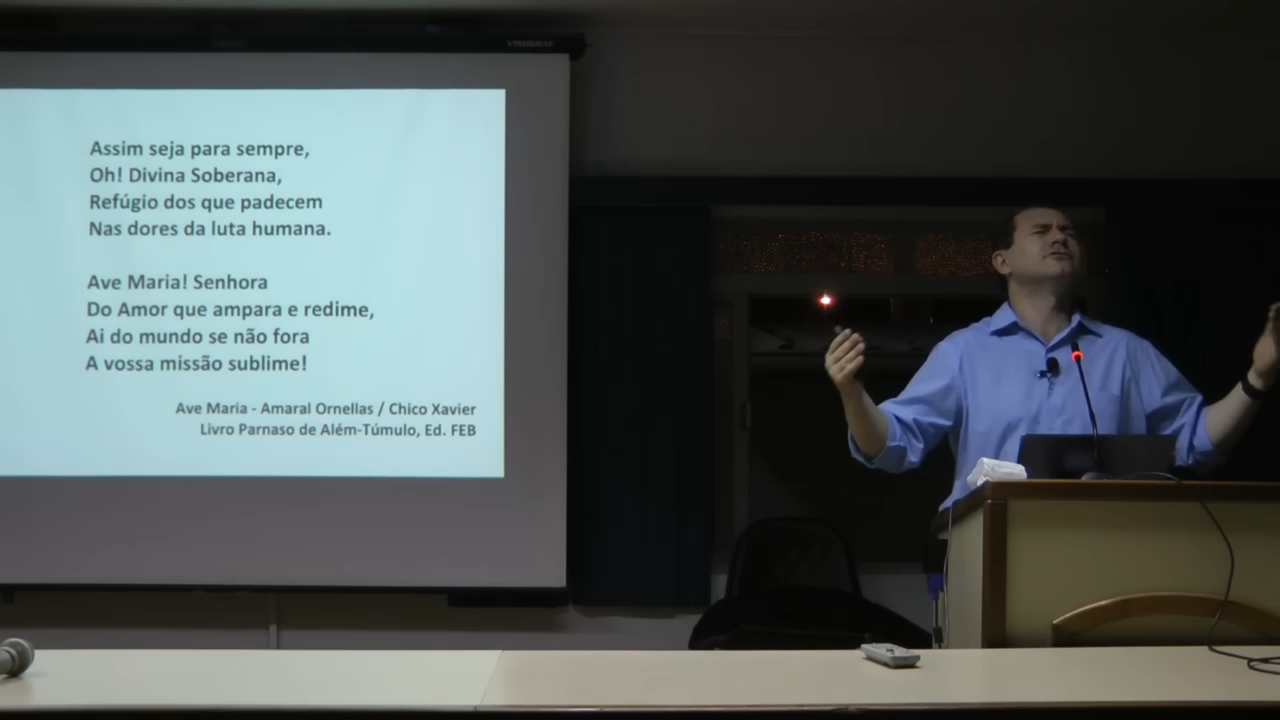 Assim seja para sempre,
Oh! Divina Soberana,
Refúgio dos que padecem
Nas dores da luta humana.
Ave Maria! Senhora
Do Amor que ampara e redime,
Ai do mundo se não fora
A vossa missão sublime!
Ave Maria - Amaral Ornellas / Chico Xavier
Livro Parnaso de Além-Túmulo, Ed. FEB